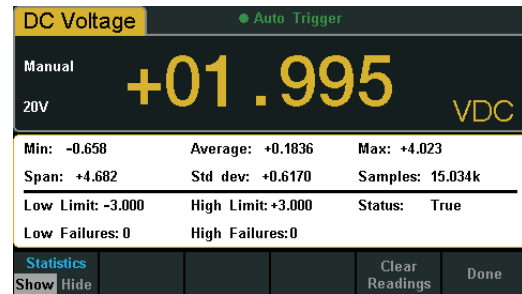 DC Voltage Auto Trigger
Manual
+01.995
20V
VDC
Min: -0.658 Average: +0.1836 Max: +4.023
Span: +4.682 Std dev: +0.6170 Samples: 15.034k
Low Limit: -3.000 High Limit: +3.000 Status: True
Low Failures: 0 High Failures:0
Statistics
Show Hide
Clear
Readings
Done